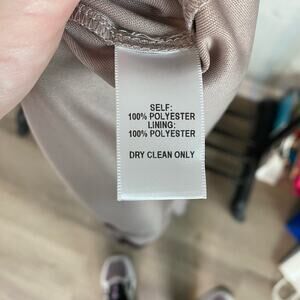 SELF:
100% POLYESTER
LINING:
100% POLYESTER
DRY CLEAN ONLY